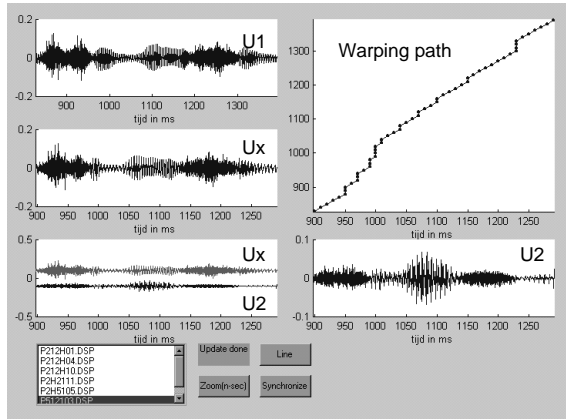 0.2
0
-0.2
U1
900 1000 1100 1200 1300
tijd in ms
0.2
0
-0.2
Ux
900 950 1000 1050 1100 1150 1200 1250
tijd in ms
0.5
0
-0.5
Ux
U2
900 950 1000 1050 1100 1150 1200 1250
tijd in ms
Warping path
1300
1200
1100
1000
900
900 950 1000 1050 1100 1150 1200 1250
tijd in ms
0.1
0
-0.1
U2
900 950 1000 1050 1100 1150 1200 1250
tijd in ms
P212H01.DSP
P212H04.DSP
P212H10.DSP
P2H2111.DSP
P2H5105.DSP
P512103.DSP
Update done
Line
Zoom(n-sec)
Synchronize